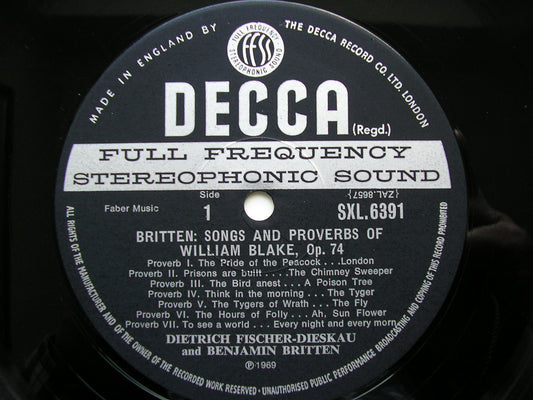 MADE IN ENGLAND BY
THE DECCA RECORD CO. LTD. LONDON
FULL FREQUENCY
FFSS
STEREOPHONIC SOUND
DECCA (Regd.)
FULL FREQUENCY
STEREOPHONIC SOUND
Faber Music
Side
1
{ZAL.8657}
SXL.6391
BRITTEN: SONGS AND PROVERBS OF
WILLIAM BLAKE, Op. 74
Proverb I. The Pride of the Peacock...London
Proverb II. Prisons are built....The Chimney Sweeper
Proverb III. The Bird anest...A Poison Tree
Proverb IV. Think in the morning...The Tyger
Proverb V. The Tygers of Wrath...The Fly
Proverb VI. The Hours of Folly...Ah, Sun Flower
Proverb VII. To see a world...Every night and every morn
DIETRICH FISCHER-DIESKAU
and BENJAMIN BRITTEN
℗1969
ALL RIGHTS OF THE MANUFACTURER AND OF THE OWNER OF THE RECORDED WORK RESERVED · UNAUTHORISED PUBLIC PERFORMANCE BROADCASTING AND COPYING OF THIS RECORD PROHIBITED